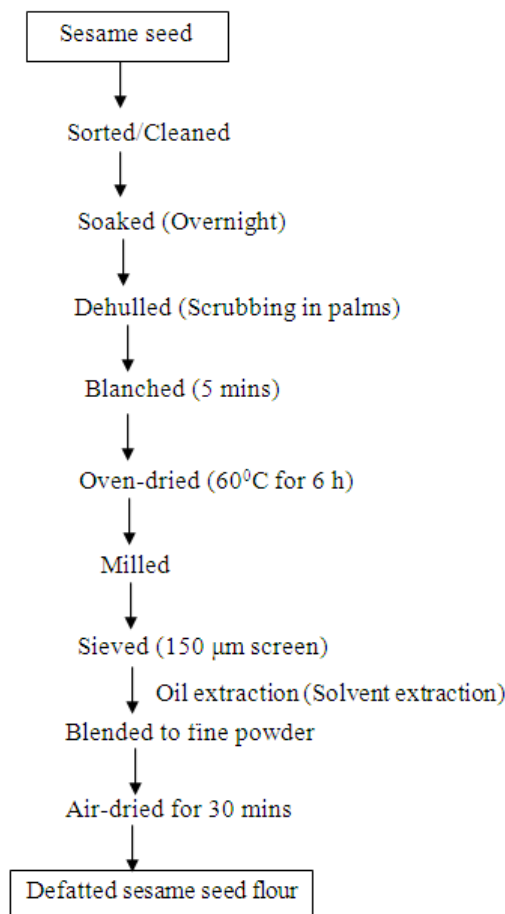 Sesame seed
Sorted/Cleaned
Soaked (Overnight)
Dehulled (Scrubbing in palms)
Blanched (5 mins)
Oven-dried (60⁰C for 6 h)
Milled
Sieved (150 µm screen)
Oil extraction (Solvent extraction)
Blended to fine powder
Air-dried for 30 mins
Defatted sesame seed flour